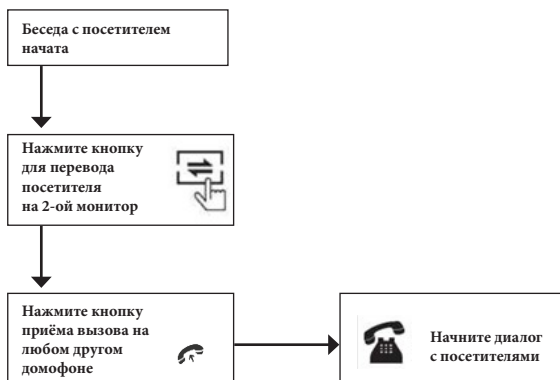 Беседа с посетителем
начата
Нажмите кнопку
для перевода
посетителя
на 2-ой монитор
Нажмите кнопку
приёма вызова на
любом другом
домофоне
Начните диалог
с посетителями